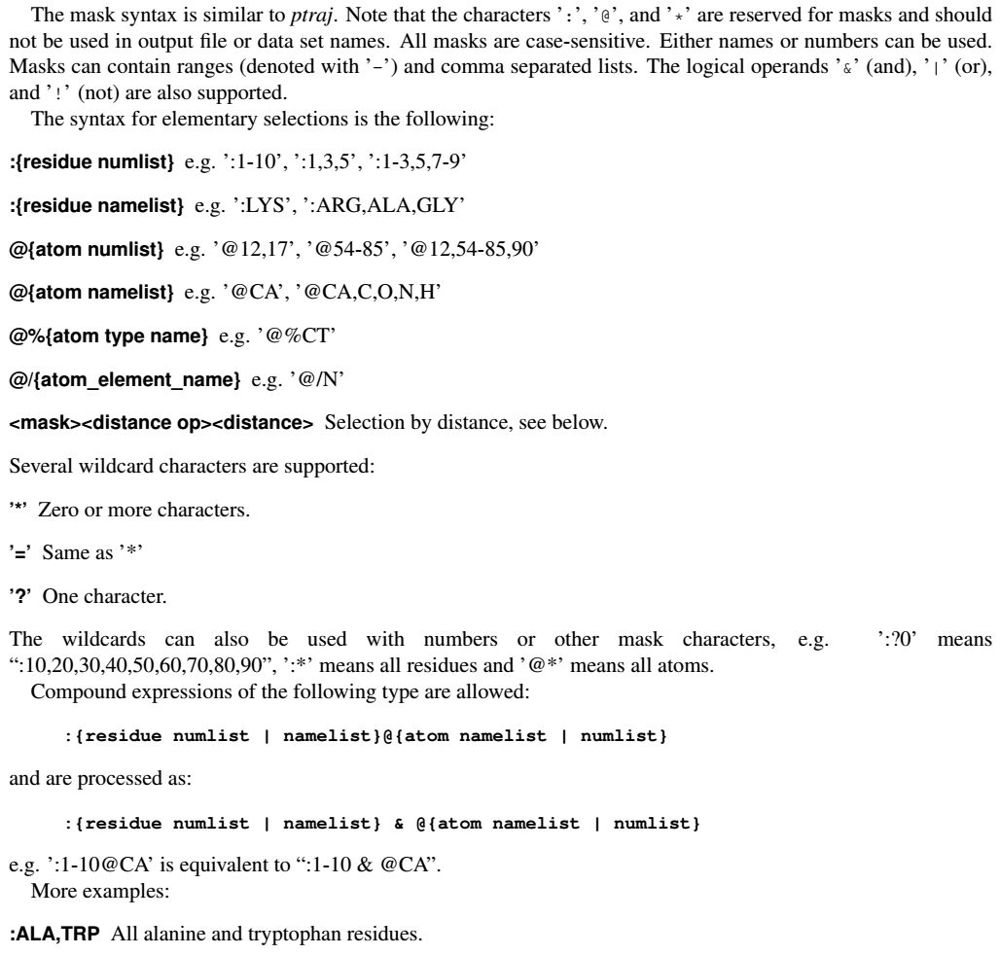 The mask syntax is similar to ptraj. Note that the characters ':', '@', and '*' are reserved for masks and should
not be used in output file or data set names. All masks are case-sensitive. Either names or numbers can be used.
Masks can contain ranges (denoted with '-') and comma separated lists. The logical operands '&' (and), '|' (or),
and '!' (not) are also supported.
The syntax for elementary selections is the following:
:{residue numlist} e.g. ':1-10', ':1,3,5', ':1-3,5,7-9'
:{residue namelist} e.g. ':LYS', ':ARG,ALA,GLY'
@{atom numlist} e.g. '@12,17', '@54-85', '@12,54-85,90'
@{atom namelist} e.g. '@CA', '@CA,C,O,N,H'
@%{atom type name} e.g. '@%CT'
@/{atom_element_name} e.g. '@/N'
<mask><distance op><distance> Selection by distance, see below.
Several wildcard characters are supported:
'*' Zero or more characters.
'=' Same as '*'
'?' One character.
The wildcards can also be used with numbers or other mask characters, e.g. ':?0' means
":10,20,30,40,50,60,70,80,90", ':*' means all residues and '@*' means all atoms.
Compound expressions of the following type are allowed:
:{residue numlist | namelist}@{atom namelist | numlist}
and are processed as:
:{residue numlist | namelist} & @{atom namelist | numlist}
e.g. ':1-10@CA' is equivalent to ":1-10 & @CA".
More examples:
:ALA,TRP All alanine and tryptophan residues.